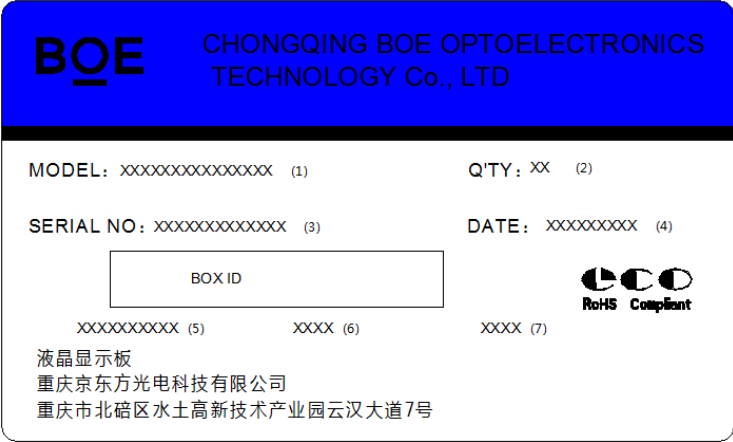 BOE
CHONGQING BOE OPTOELECTRONICS
TECHNOLOGY Co., LTD
MODEL: XXXXXXXXXXXXXXX (1) Q'TY: XX (2)
SERIAL NO: XXXXXXXXXXXXX (3) DATE: XXXXXXXXX (4)
BOX ID
eco
RoHS Compliant
XXXXXXXXXX (5) XXXX (6) XXXX (7)
液晶显示板
重庆京东方光电科技有限公司
重庆市北碚区水土高新技术产业园云汉大道7号